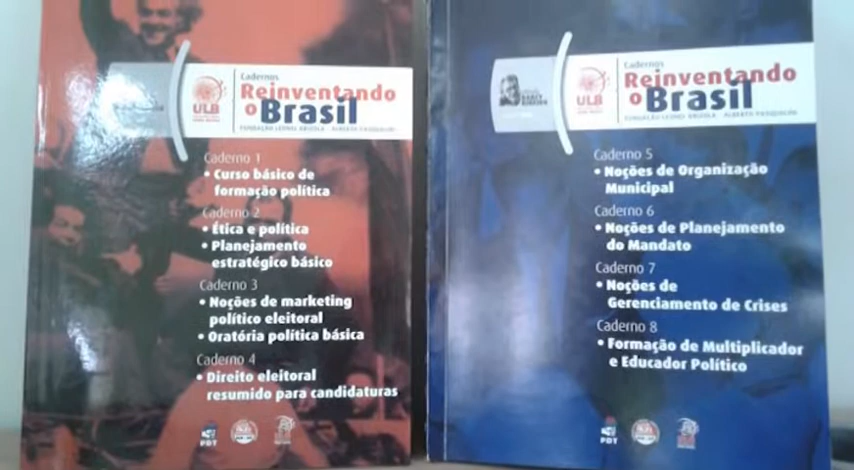 Cadernos
Reinventando
o Brasil
FUNDAÇÃO LEONEL BRIZOLA - ALBERTO PASQUALINI
ULB
Caderno 1
• Curso básico de
formação política
Caderno 2
• Ética e política
• Planejamento
estratégico básico
Caderno 3
• Noções de marketing
político eleitoral
• Oratória política básica
Caderno 4
• Direito eleitoral
resumido para candidaturas
PDT
Cadernos
Reinventando
o Brasil
FUNDAÇÃO LEONEL BRIZOLA - ALBERTO PASQUALINI
DARCY RIBEIRO
ULB
Caderno 5
• Noções de Organização
Municipal
Caderno 6
• Noções de Planejamento
do Mandato
Caderno 7
• Noções de
Gerenciamento de Crises
Caderno 8
• Formação de Multiplicador
e Educador Político
PDT